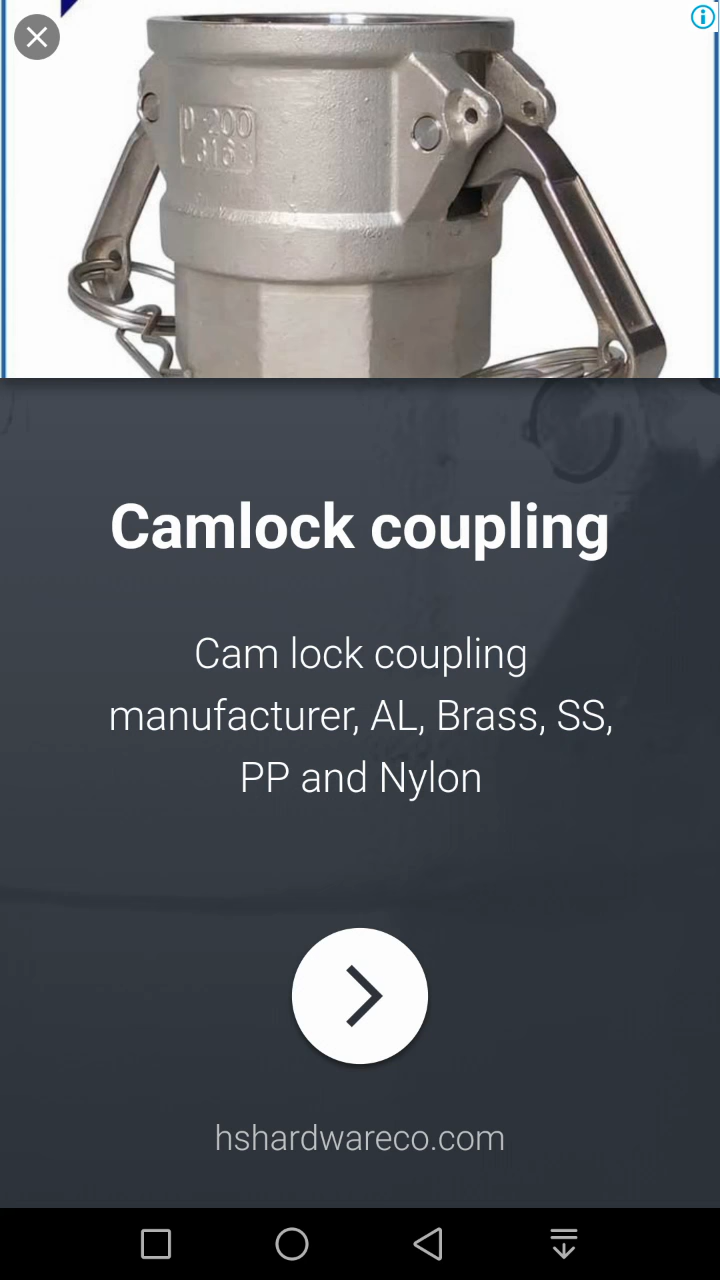 D-200
316
Camlock coupling
Cam lock coupling
manufacturer, AL, Brass, SS,
PP and Nylon
hshardwareco.com